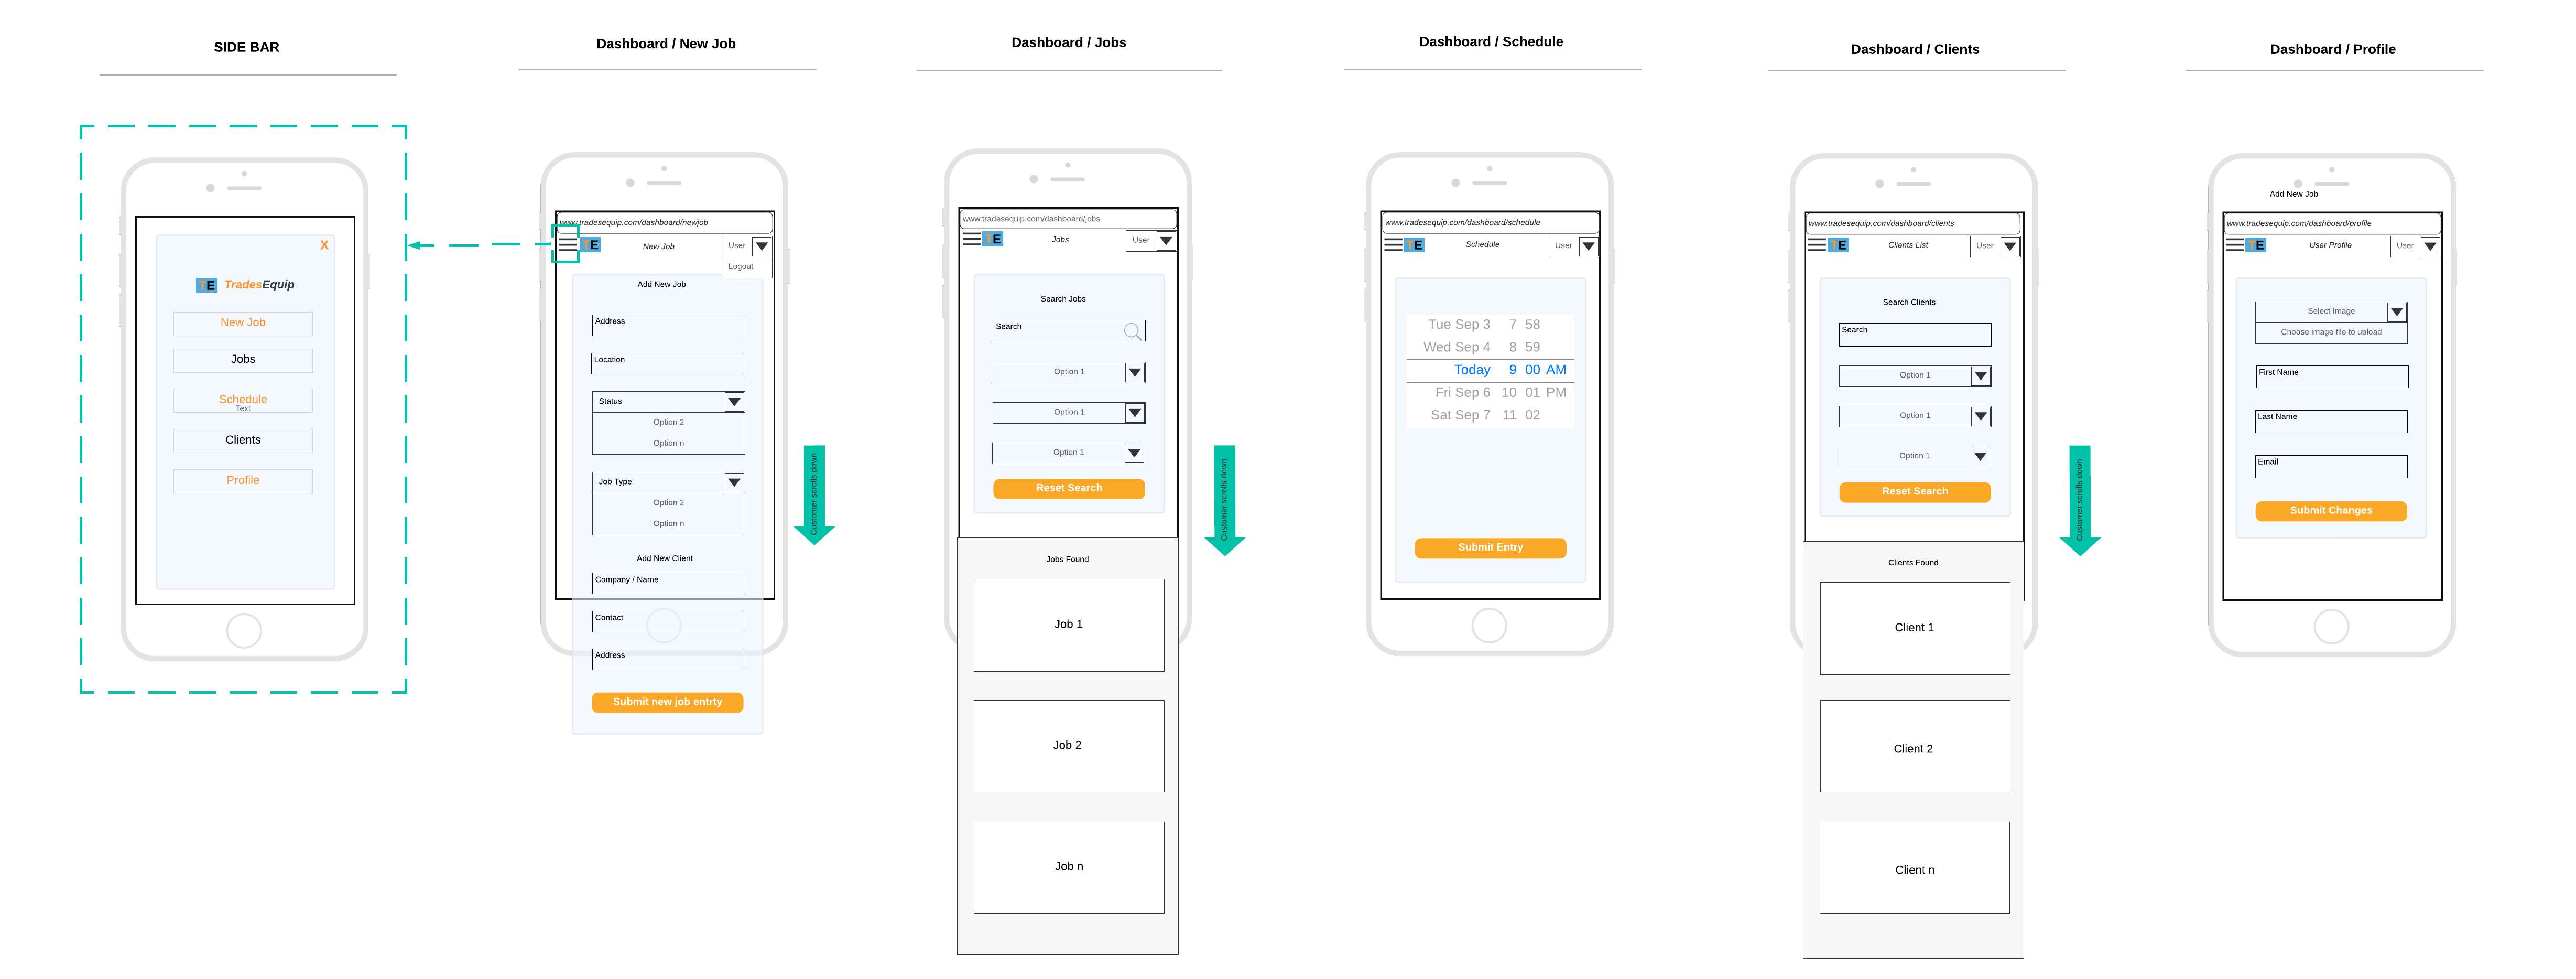 SIDE BAR
X
TE TradesEquip
New Job
Jobs
Schedule
Text
Clients
Profile
Dashboard / New Job
www.tradesequip.com/dashboard/newjob
TE
New Job
User
Logout
Add New Job
Address
Location
Status
Option 2
Option n
Job Type
Option 2
Option n
Add New Client
Company / Name
Contact
Address
Submit new job entrty
Customer scrolls down
Dashboard / Jobs
www.tradesequip.com/dashboard/jobs
TE
Jobs
User
Search Jobs
Search
Option 1
Option 1
Option 1
Reset Search
Jobs Found
Job 1
Job 2
Job n
Customer scrolls down
Dashboard / Schedule
www.tradesequip.com/dashboard/schedule
TE
Schedule
User
Tue Sep 3 7 58
Wed Sep 4 8 59
Today 9 00 AM
Fri Sep 6 10 01 PM
Sat Sep 7 11 02
Submit Entry
Dashboard / Clients
www.tradesequip.com/dashboard/clients
TE
Clients List
User
Search Clients
Search
Option 1
Option 1
Option 1
Reset Search
Clients Found
Client 1
Client 2
Client n
Customer scrolls down
Dashboard / Profile
Add New Job
www.tradesequip.com/dashboard/profile
TE
User Profile
User
Select Image
Choose image file to upload
First Name
Last Name
Email
Submit Changes